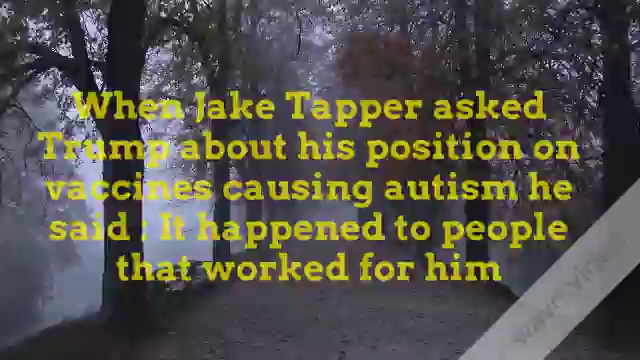 When Jake Tapper asked
Trump about his position on
vaccines causing autism he
said : It happened to people
that worked for him